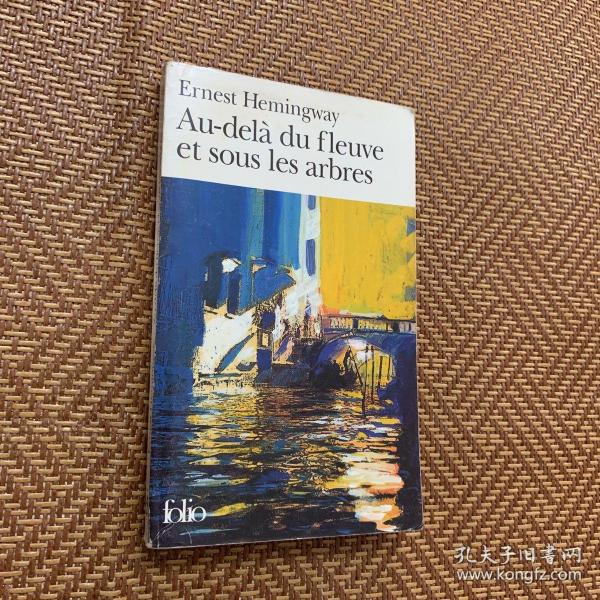 Ernest Hemingway
Au-delà du fleuve
et sous les arbres
folio
孔夫子旧书网
www.kongfz.com